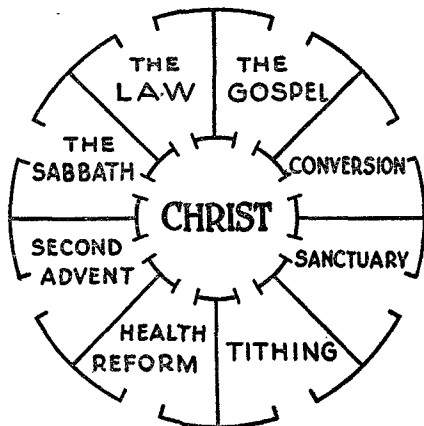 THE
LAW
THE
GOSPEL
THE
SABBATH
CONVERSION
CHRIST
SECOND
ADVENT
SANCTUARY
HEALTH
REFORM
TITHING